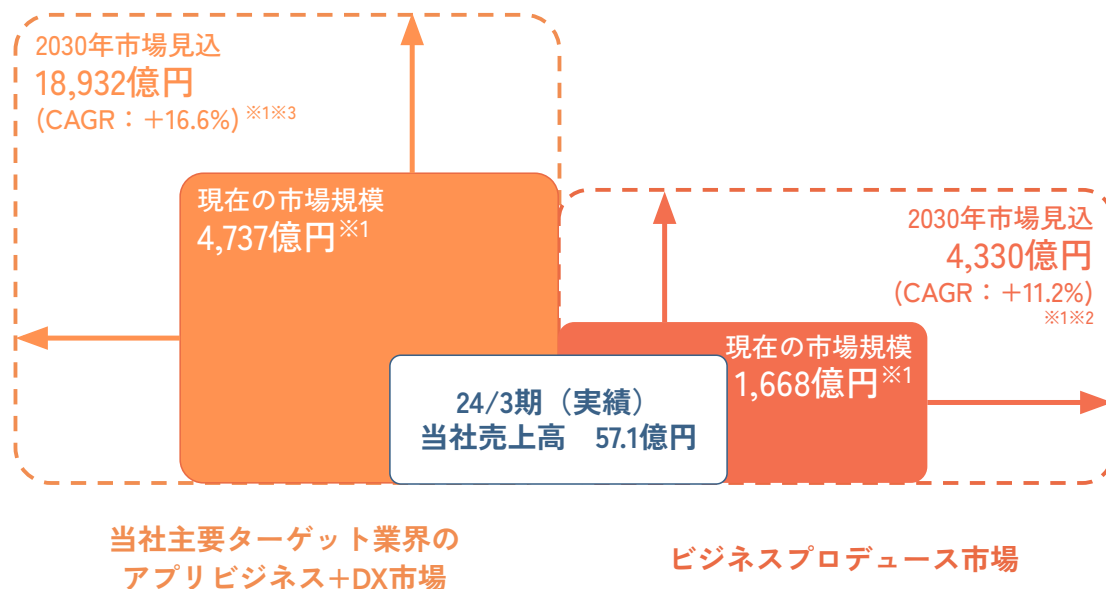 2030年市場見込
18,932億円
(CAGR：+16.6%) ※1※3
現在の市場規模
4,737億円※1
2030年市場見込
4,330億円
(CAGR：+11.2%)
※1※2
現在の市場規模
1,668億円※1
24/3期（実績）
当社売上高　57.1億円
当社主要ターゲット業界の
アプリビジネス+DX市場
ビジネスプロデュース市場